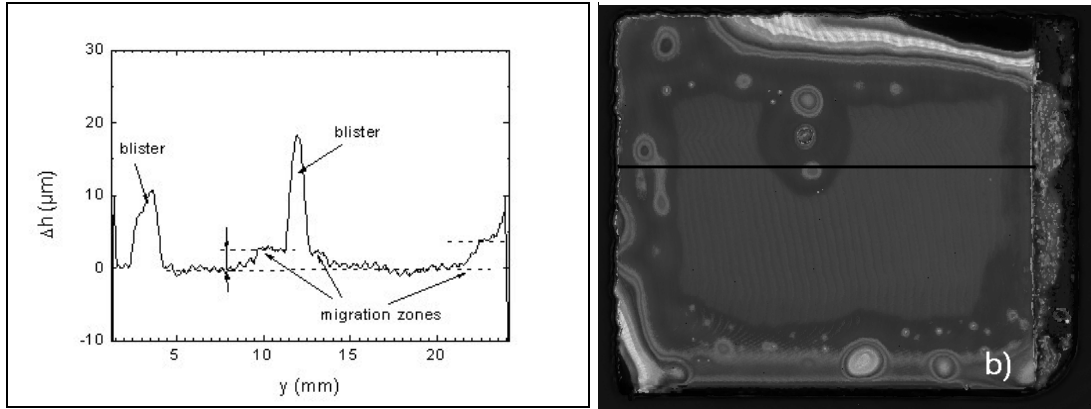 30
20
10
0
-10
Δh (μm)
blister
blister
migration zones
5
10
15
20
y (mm)
b)